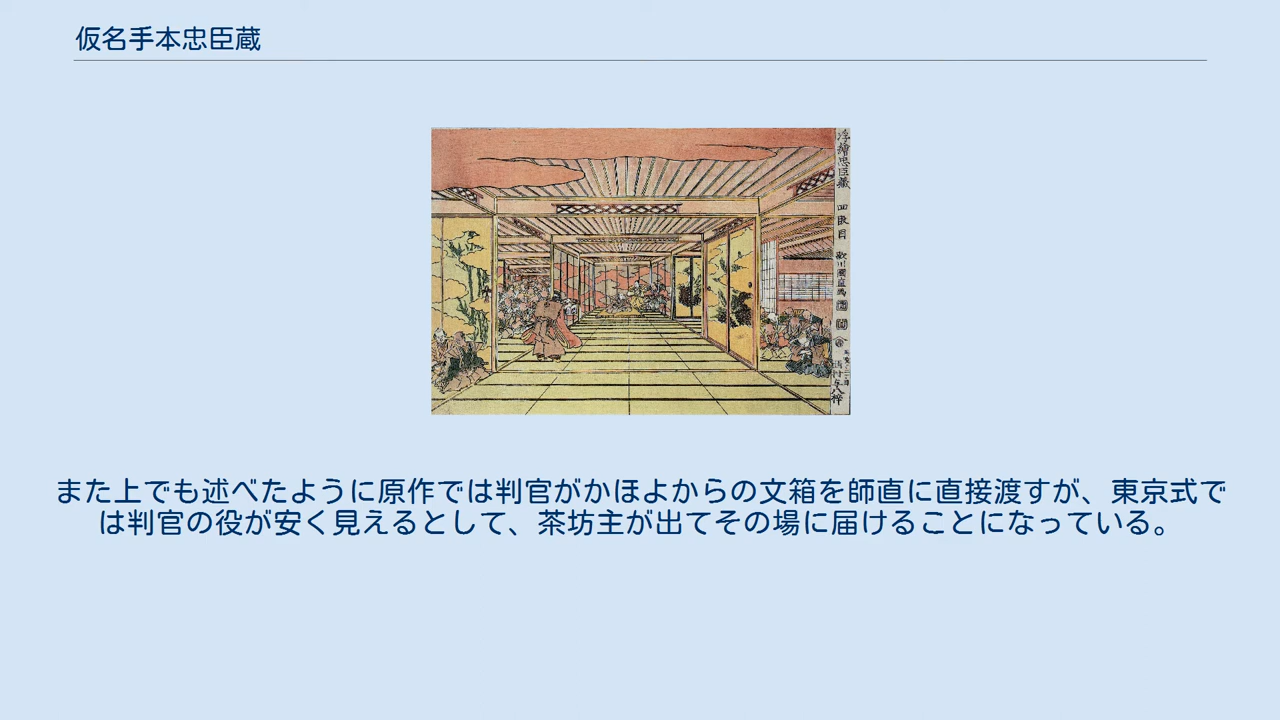 仮名手本忠臣蔵
浮繪忠臣蔵 四段目 歌川國直画
また上でも述べたように原作では判官がかほよからの文箱を師直に直接渡すが、東京式で
は判官の役が安く見えるとして、茶坊主が出てその場に届けることになっている。